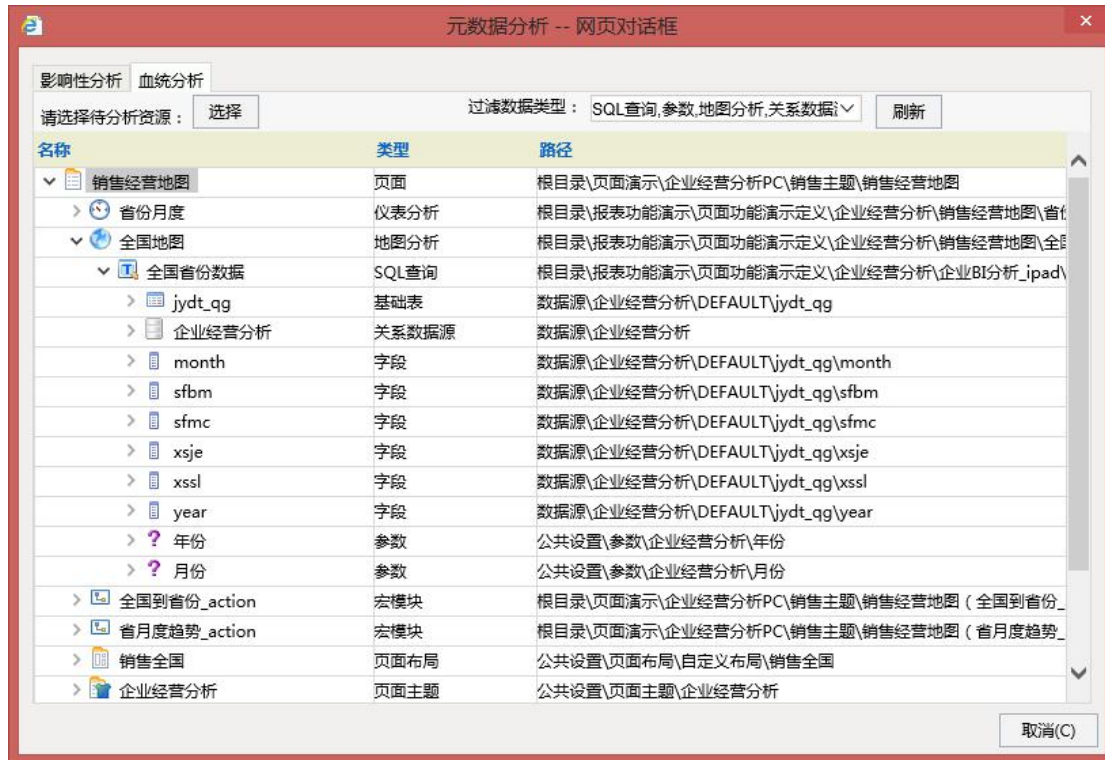 元数据分析 -- 网页对话框
影响性分析 血统分析
请选择待分析资源： 选择 过滤数据类型： SQL查询,参数,地图分析,关系数据 刷新
名称 类型 路径
销售经营地图 页面 根目录\页面演示\企业经营分析PC\销售主题\销售经营地图
省份月度 仪表分析 根目录\报表功能演示\页面功能演示定义\企业经营分析\销售经营地图\省
全国地图 地图分析 根目录\报表功能演示\页面功能演示定义\企业经营分析\销售经营地图\全
全国省份数据 SQL查询 根目录\报表功能演示\页面功能演示定义\企业经营分析\企业BI分析_ipad\
jydt_qg 基础表 数据源\企业经营分析\DEFAULT\jydt_qg
企业经营分析 关系数据源 数据源\企业经营分析
month 字段 数据源\企业经营分析\DEFAULT\jydt_qg\month
sfbm 字段 数据源\企业经营分析\DEFAULT\jydt_qg\sfbm
sfmc 字段 数据源\企业经营分析\DEFAULT\jydt_qg\sfmc
xsje 字段 数据源\企业经营分析\DEFAULT\jydt_qg\xsje
xssl 字段 数据源\企业经营分析\DEFAULT\jydt_qg\xssl
year 字段 数据源\企业经营分析\DEFAULT\jydt_qg\year
年份 参数 公共设置\参数\企业经营分析\年份
月份 参数 公共设置\参数\企业经营分析\月份
全国到省份_action 宏模块 根目录\页面演示\企业经营分析PC\销售主题\销售经营地图（全国到省份_
省月度趋势_action 宏模块 根目录\页面演示\企业经营分析PC\销售主题\销售经营地图（省月度趋势_
销售全国 页面布局 公共设置\页面布局\自定义布局\销售全国
企业经营分析 页面主题 公共设置\页面主题\企业经营分析
取消(C)